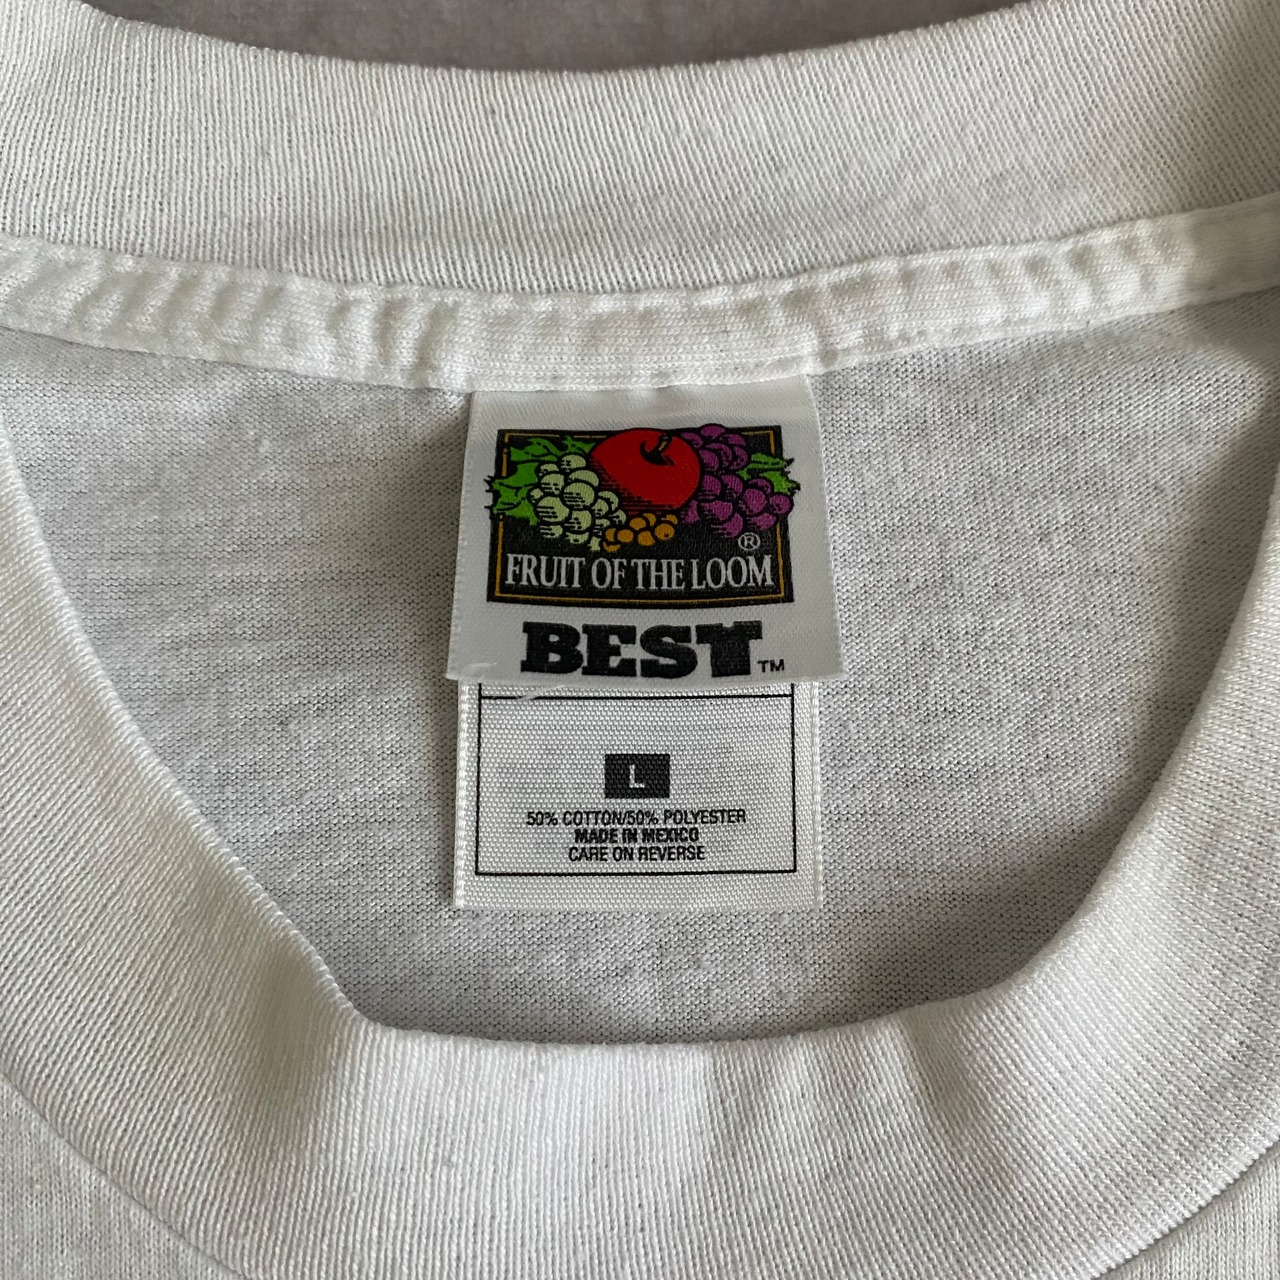 ®
FRUIT OF THE LOOM
BEST™
L
50% COTTON/50% POLYESTER
MADE IN MEXICO
CARE ON REVERSE